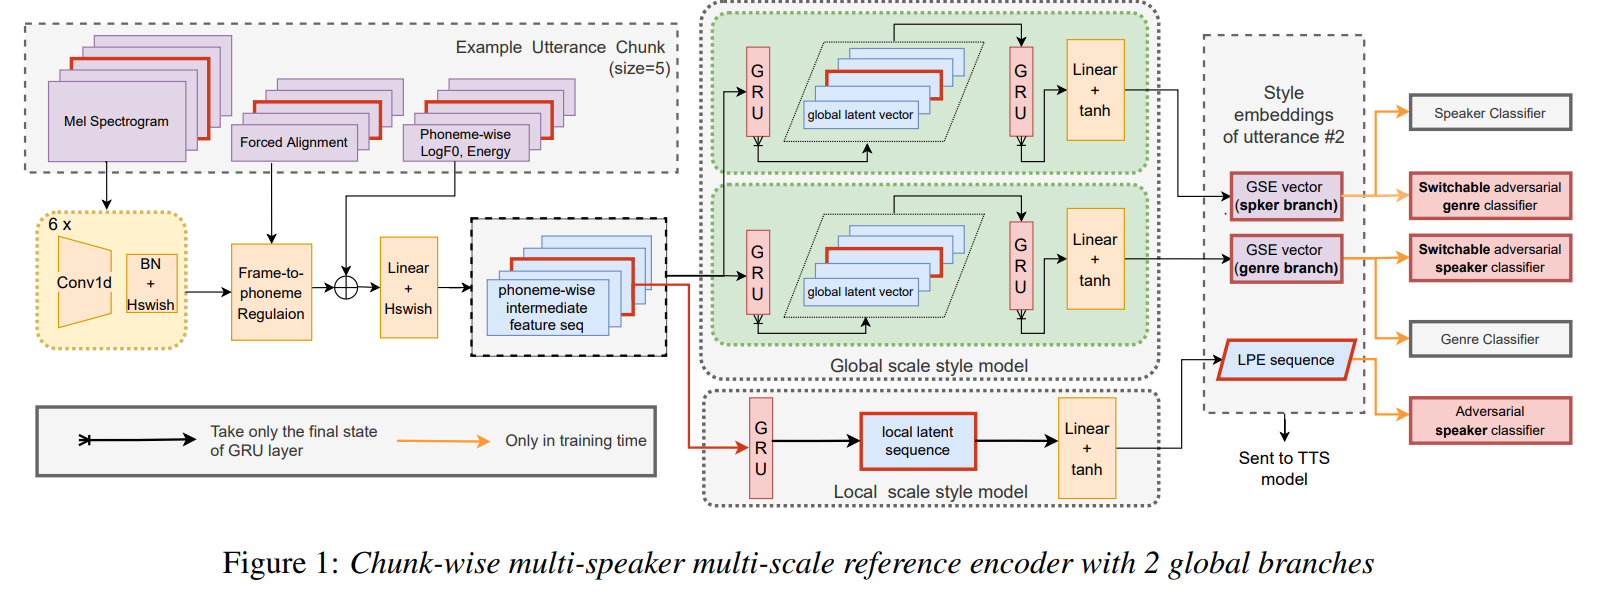 Example Utterance Chunk
(size=5)
Mel Spectrogram
Forced Alignment
Phoneme-wise
LogF0, Energy
6 x
Conv1d
BN
+
Hswish
Frame-to-
phoneme
Regulaion
Linear
+
Hswish
phoneme-wise
intermediate
feature seq
G
R
U
global latent vector
G
R
U
Linear
+
tanh
G
R
U
global latent vector
G
R
U
Linear
+
tanh
Global scale style model
G
R
U
local latent
sequence
Linear
+
tanh
Local scale style model
Style
embeddings
of utterance #2
GSE vector
(spker branch)
GSE vector
(genre branch)
LPE sequence
Sent to TTS
model
Speaker Classifier
Switchable adversarial
genre classifier
Switchable adversarial
speaker classifier
Genre Classifier
Adversarial
speaker classifier
Take only the final state
of GRU layer
Only in training time
Figure 1: Chunk-wise multi-speaker multi-scale reference encoder with 2 global branches